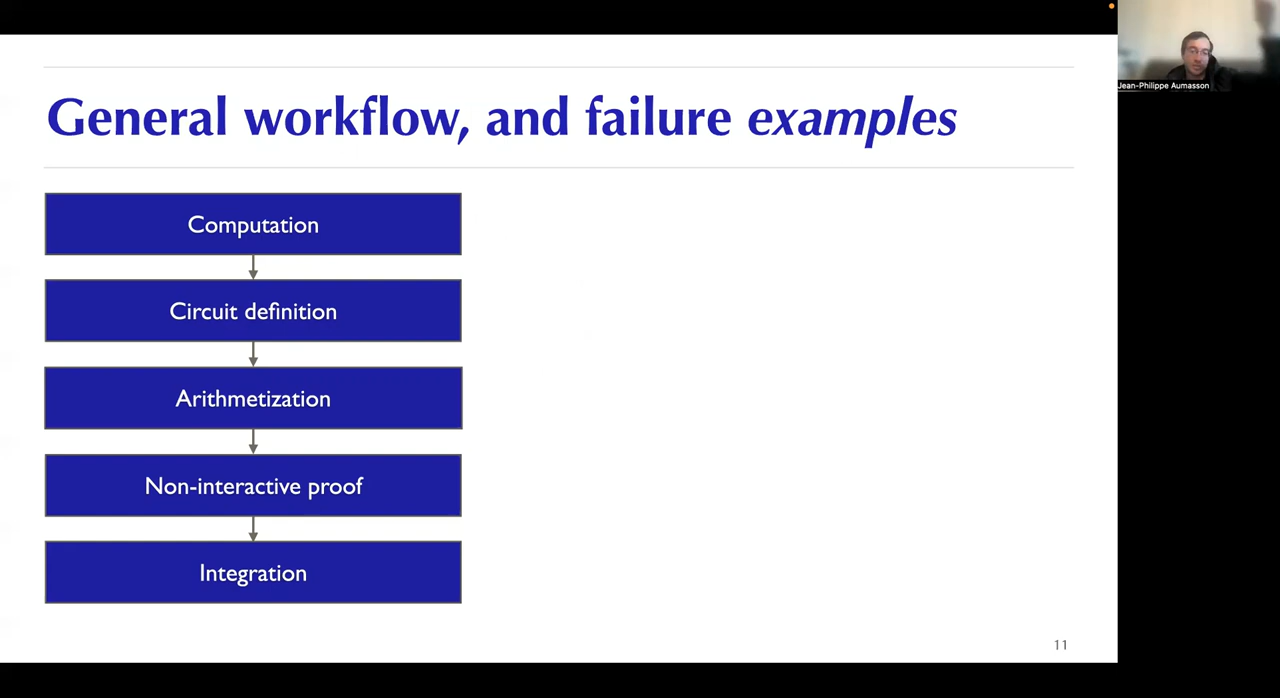 General workflow, and failure examples
Jean-Philippe Aumasson
Computation
Circuit definition
Arithmetization
Non-interactive proof
Integration
11